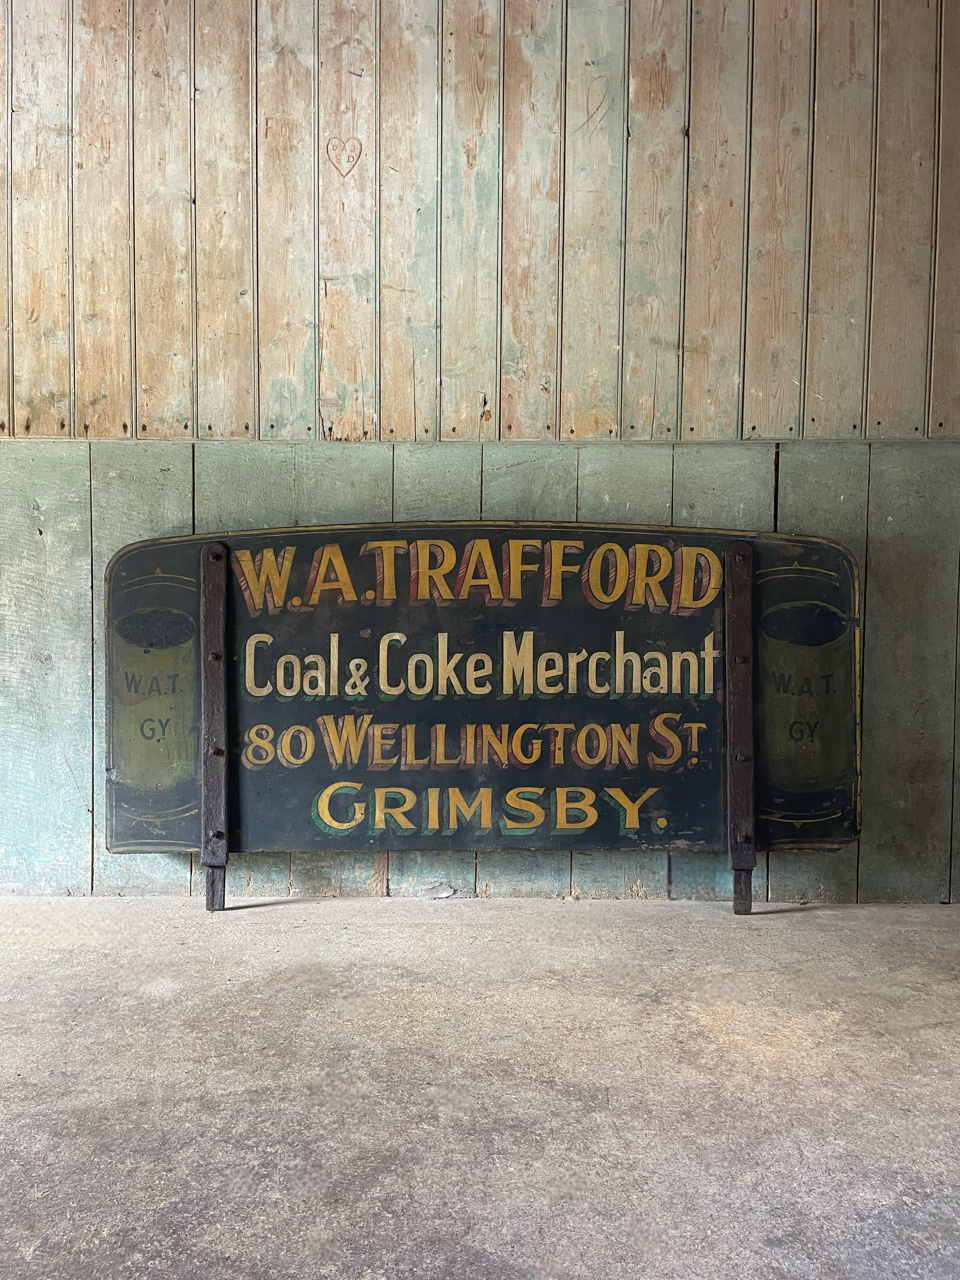 W.A.TRAFFORD
Coal & Coke Merchant
80 WELLINGTON ST
GRIMSBY.
W.A.T.
GY
W.A.T.
GY